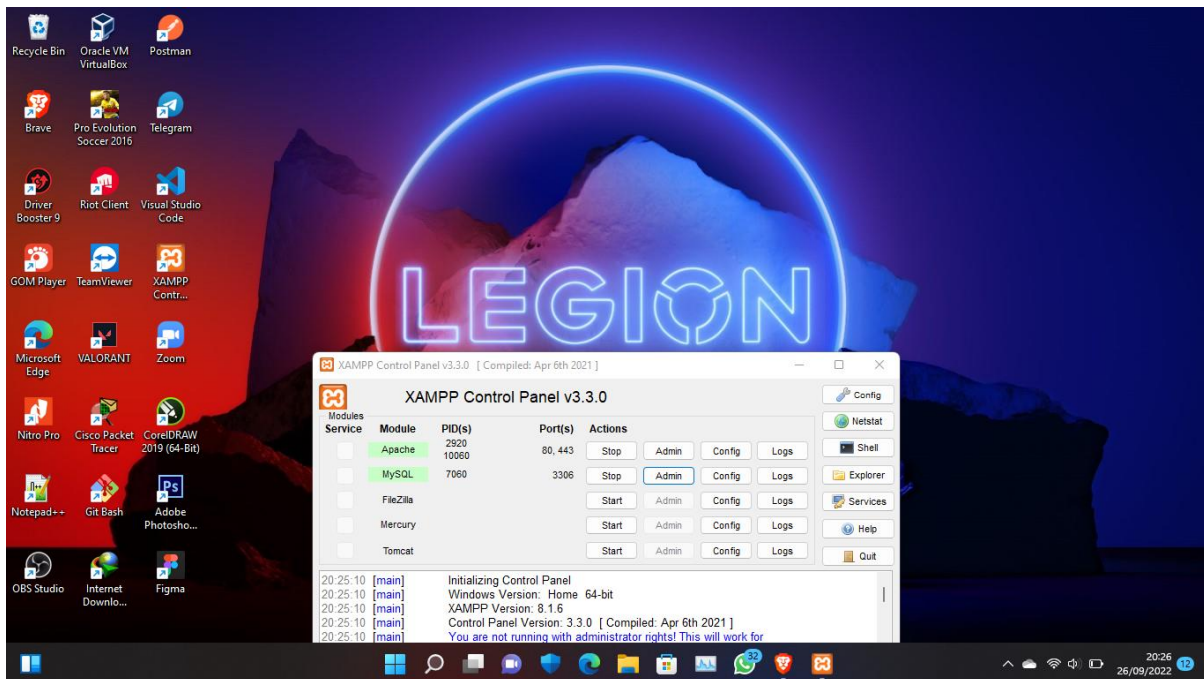 Recycle Bin
Oracle VM
VirtualBox
Postman
Brave
Pro Evolution
Soccer 2016
Telegram
Driver
Booster 9
Riot Client
Visual Studio
Code
GOM Player
TeamViewer
XAMPP
Contr...
Microsoft
Edge
VALORANT
Zoom
Nitro Pro
Cisco Packet
Tracer
CorelDRAW
2019 (64-Bit)
Notepad++
Git Bash
Adobe
Photosho...
OBS Studio
Internet
Downlo...
Figma
LEGION
XAMPP Control Panel v3.3.0 [ Compiled: Apr 6th 2021 ]
XAMPP Control Panel v3.3.0
Config
Modules
Service Module PID(s) Port(s) Actions
Netstat
Apache 2920 10060 80, 443 Stop Admin Config Logs
Shell
MySQL 7060 3306 Stop Admin Config Logs
Explorer
FileZilla Start Admin Config Logs
Services
Mercury Start Admin Config Logs
Help
Tomcat Start Admin Config Logs
Quit
20:25:10 [main] Initializing Control Panel
20:25:10 [main] Windows Version: Home 64-bit
20:25:10 [main] XAMPP Version: 8.1.6
20:25:10 [main] Control Panel Version: 3.3.0 [ Compiled: Apr 6th 2021 ]
20:25:10 [main] You are not running with administrator rights! This will work for
32
20:26
26/09/2022
12